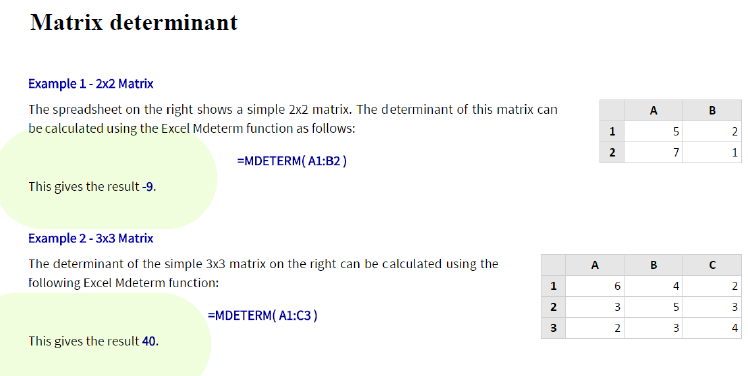 Matrix determinant
Example 1 - 2x2 Matrix
The spreadsheet on the right shows a simple 2x2 matrix. The determinant of this matrix can
be calculated using the Excel Mdeterm function as follows:
=MDETERM( A1:B2 )
This gives the result -9.
A B
1 5 2
2 7 1
Example 2 - 3x3 Matrix
The determinant of the simple 3x3 matrix on the right can be calculated using the
following Excel Mdeterm function:
=MDETERM( A1:C3 )
This gives the result 40.
A B C
1 6 4 2
2 3 5 3
3 2 3 4